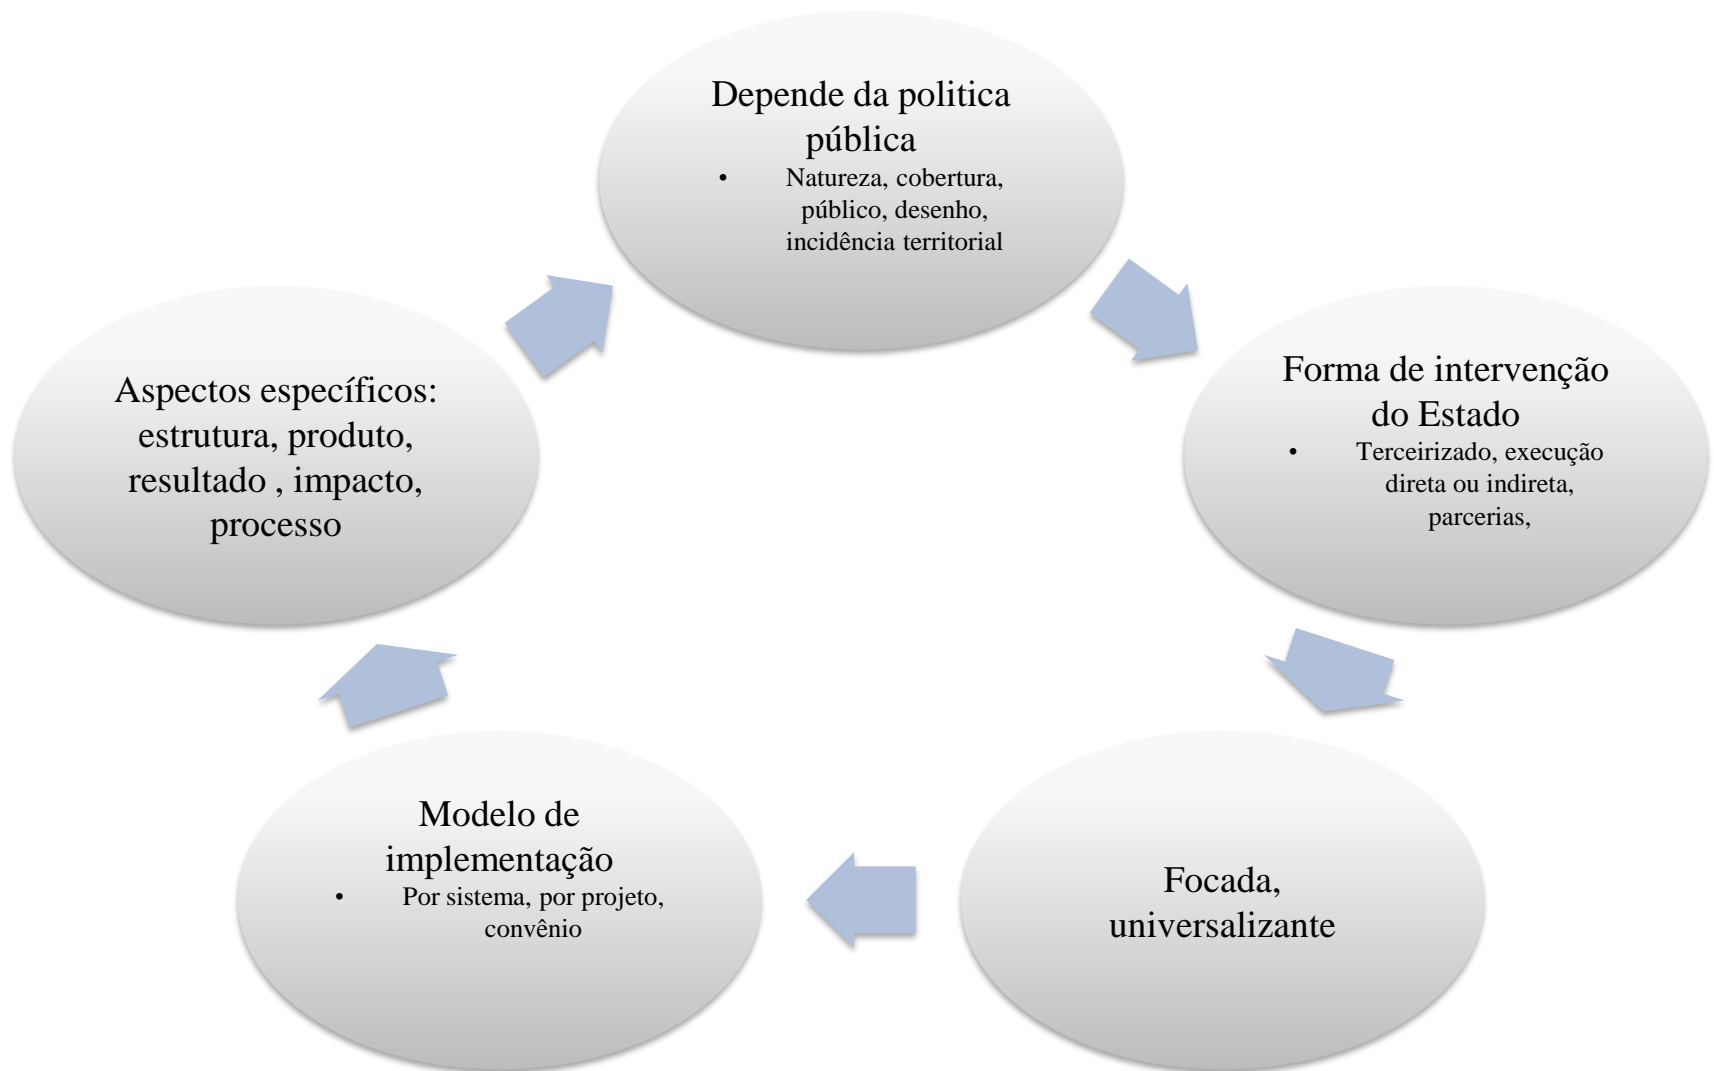 Depende da politica
pública
• Natureza, cobertura,
público, desenho,
incidência territorial
Forma de intervenção
do Estado
• Terceirizado, execução
direta ou indireta,
parcerias,
Focada,
universalizante
Modelo de
implementação
• Por sistema, por projeto,
convênio
Aspectos específicos:
estrutura, produto,
resultado , impacto,
processo